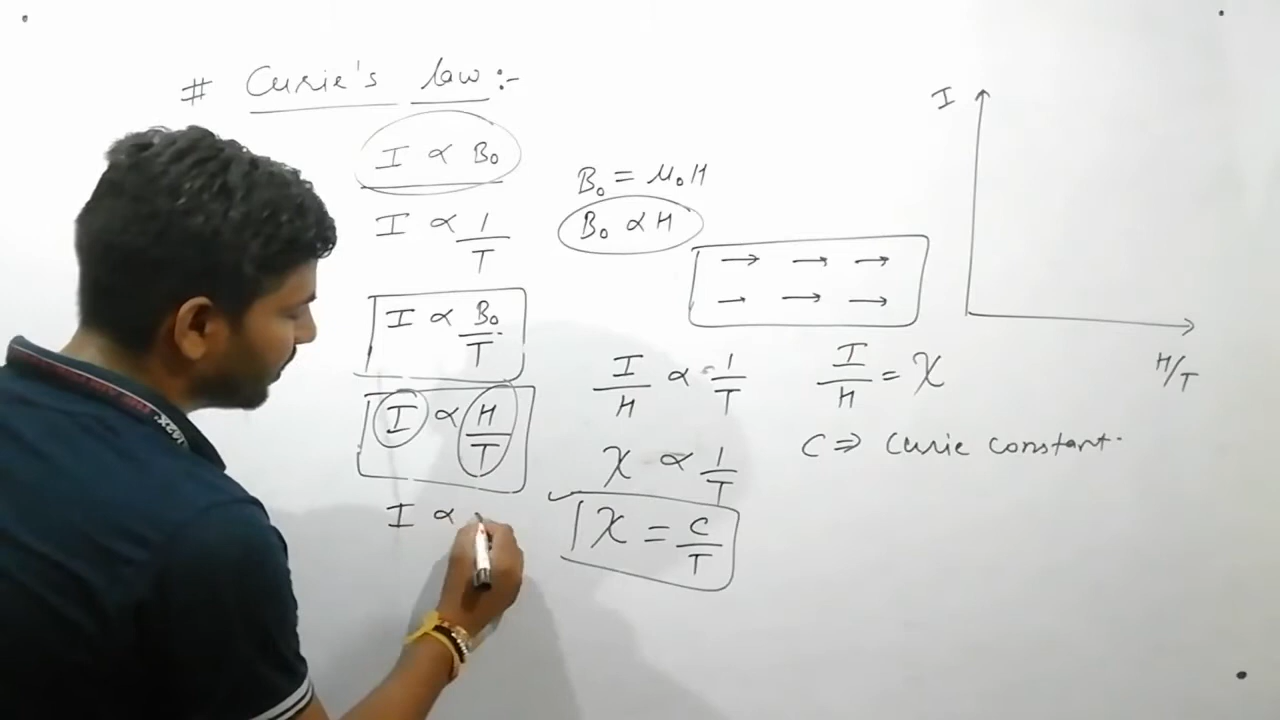 # Curie's law :-
I ∝ B₀
I ∝ 1/T
I ∝ B₀/T
I ∝ H/T
I ∝
B₀ = μ₀H
B₀ ∝ H
I/H ∝ 1/T
χ ∝ 1/T
χ = C/T
I/H = χ
C ⇒ Curie constant.
I
H/T